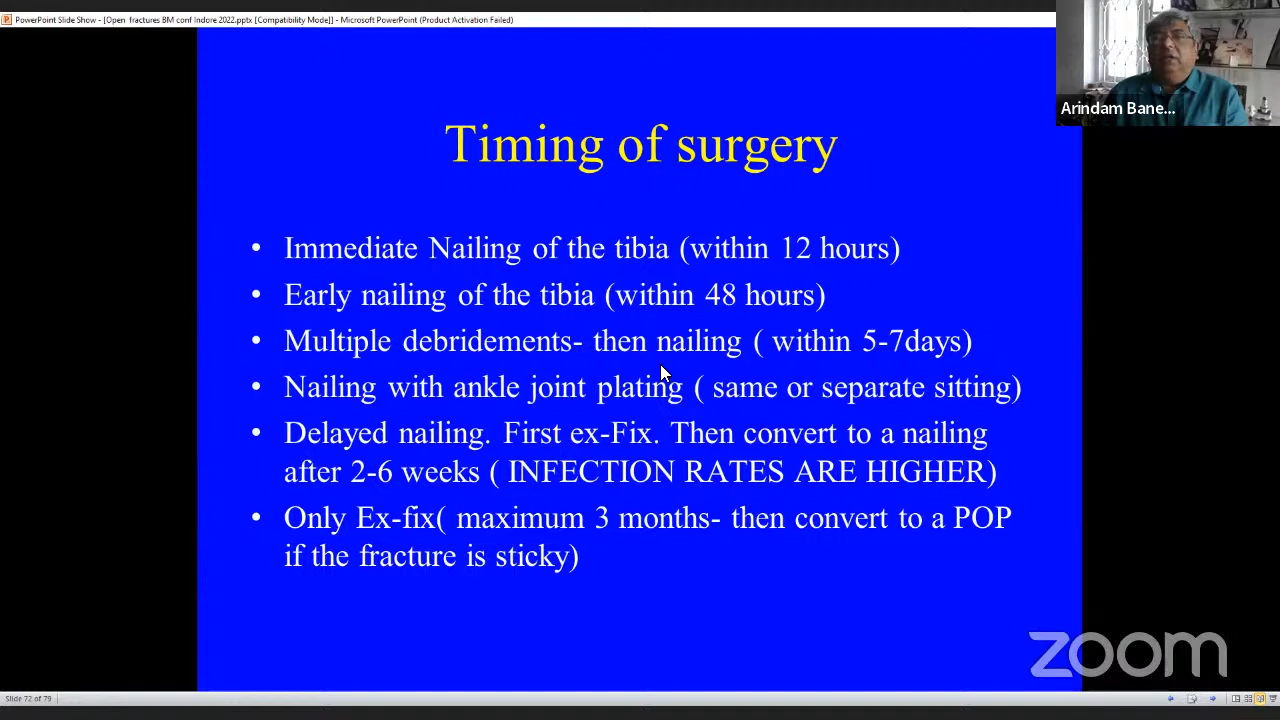 PowerPoint Slide Show - [Open fractures BM conf Indore 2022.pptx [Compatibility Mode]] - Microsoft PowerPoint (Product Activation Failed)
Arindam Bane...
Timing of surgery
• Immediate Nailing of the tibia (within 12 hours)
• Early nailing of the tibia (within 48 hours)
• Multiple debridements- then nailing ( within 5-7days)
• Nailing with ankle joint plating ( same or separate sitting)
• Delayed nailing. First ex-Fix. Then convert to a nailing
after 2-6 weeks ( INFECTION RATES ARE HIGHER)
• Only Ex-fix( maximum 3 months- then convert to a POP
if the fracture is sticky)
zoom
Slide 72 of 79